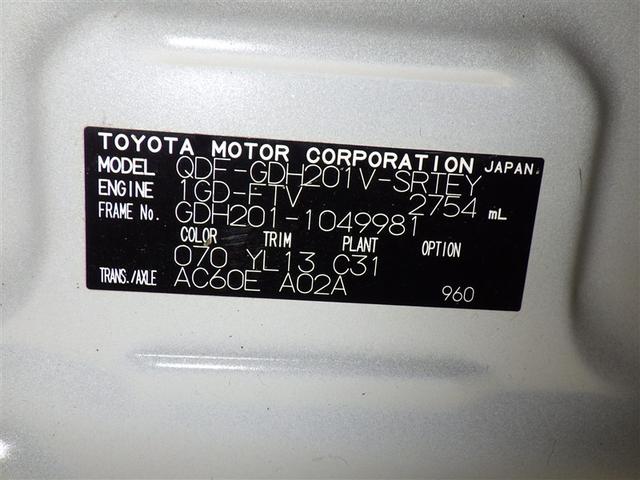 TOYOTA MOTOR CORPORATION JAPAN
MODEL QDF-GDH201V-SRTEY
ENGINE 1GD-FTV 2754 mL
FRAME No. GDH201-1049981
COLOR TRIM PLANT OPTION
070 YL13 C31
TRANS./AXLE AC60E A02A 960